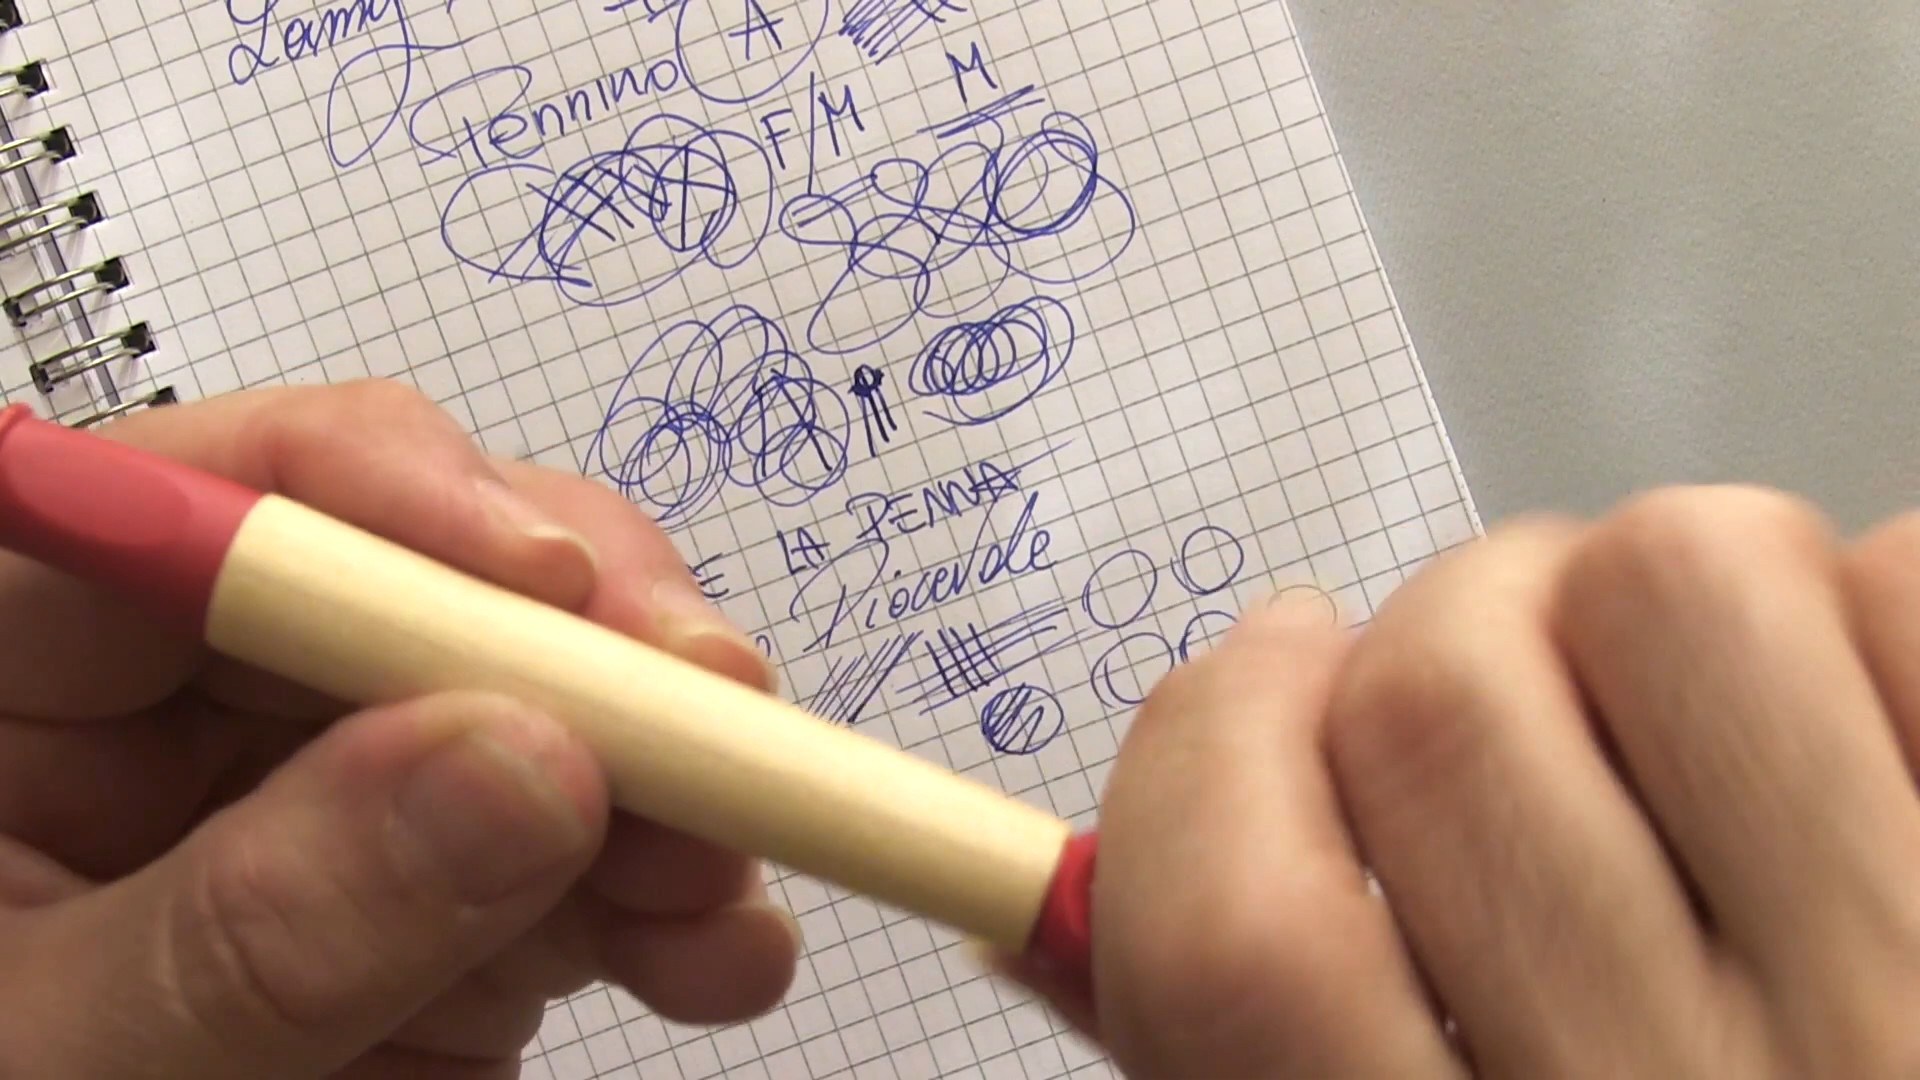 Lamy
A
Pennino F/M M
E LA PENNA
Piacevole